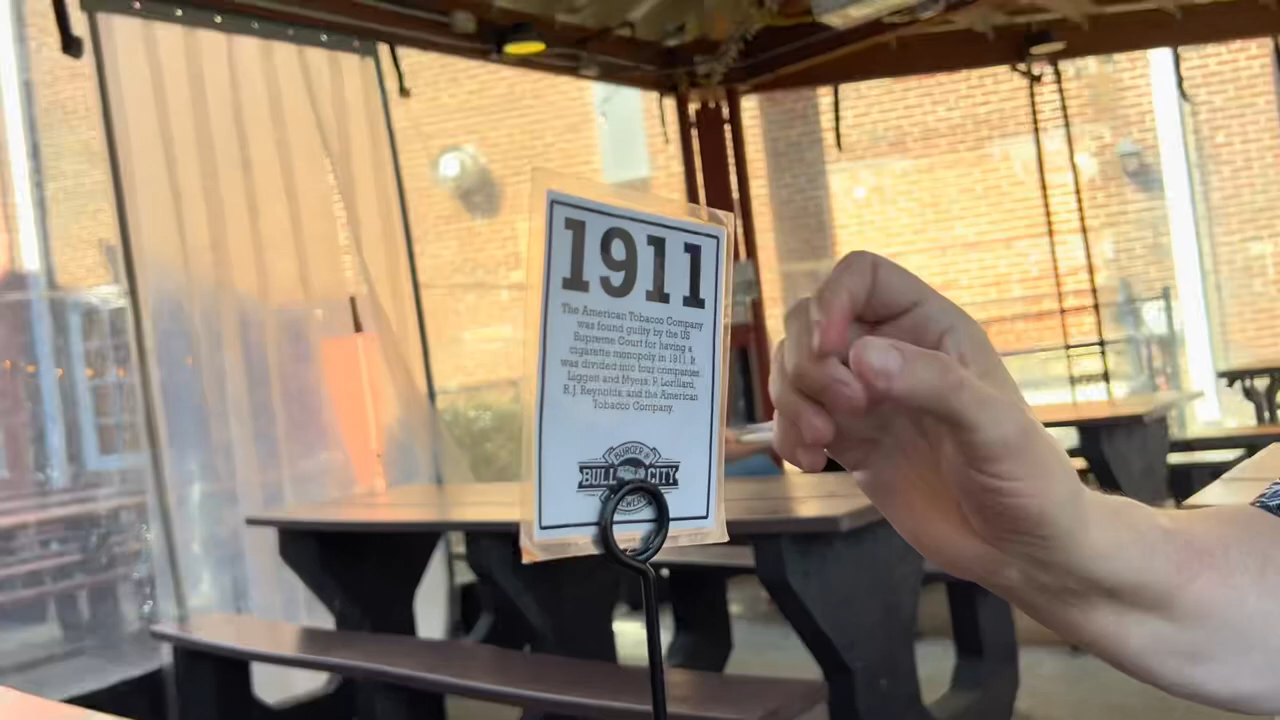 1911
The American Tobacco Company
was found guilty by the US
Supreme Court for having a
cigarette monopoly in 1911. It
was divided into four companies:
Liggett and Myers; P. Lorillard,
R.J. Reynolds; and the American
Tobacco Company.
BURGER &
BULL CITY
BREWERY